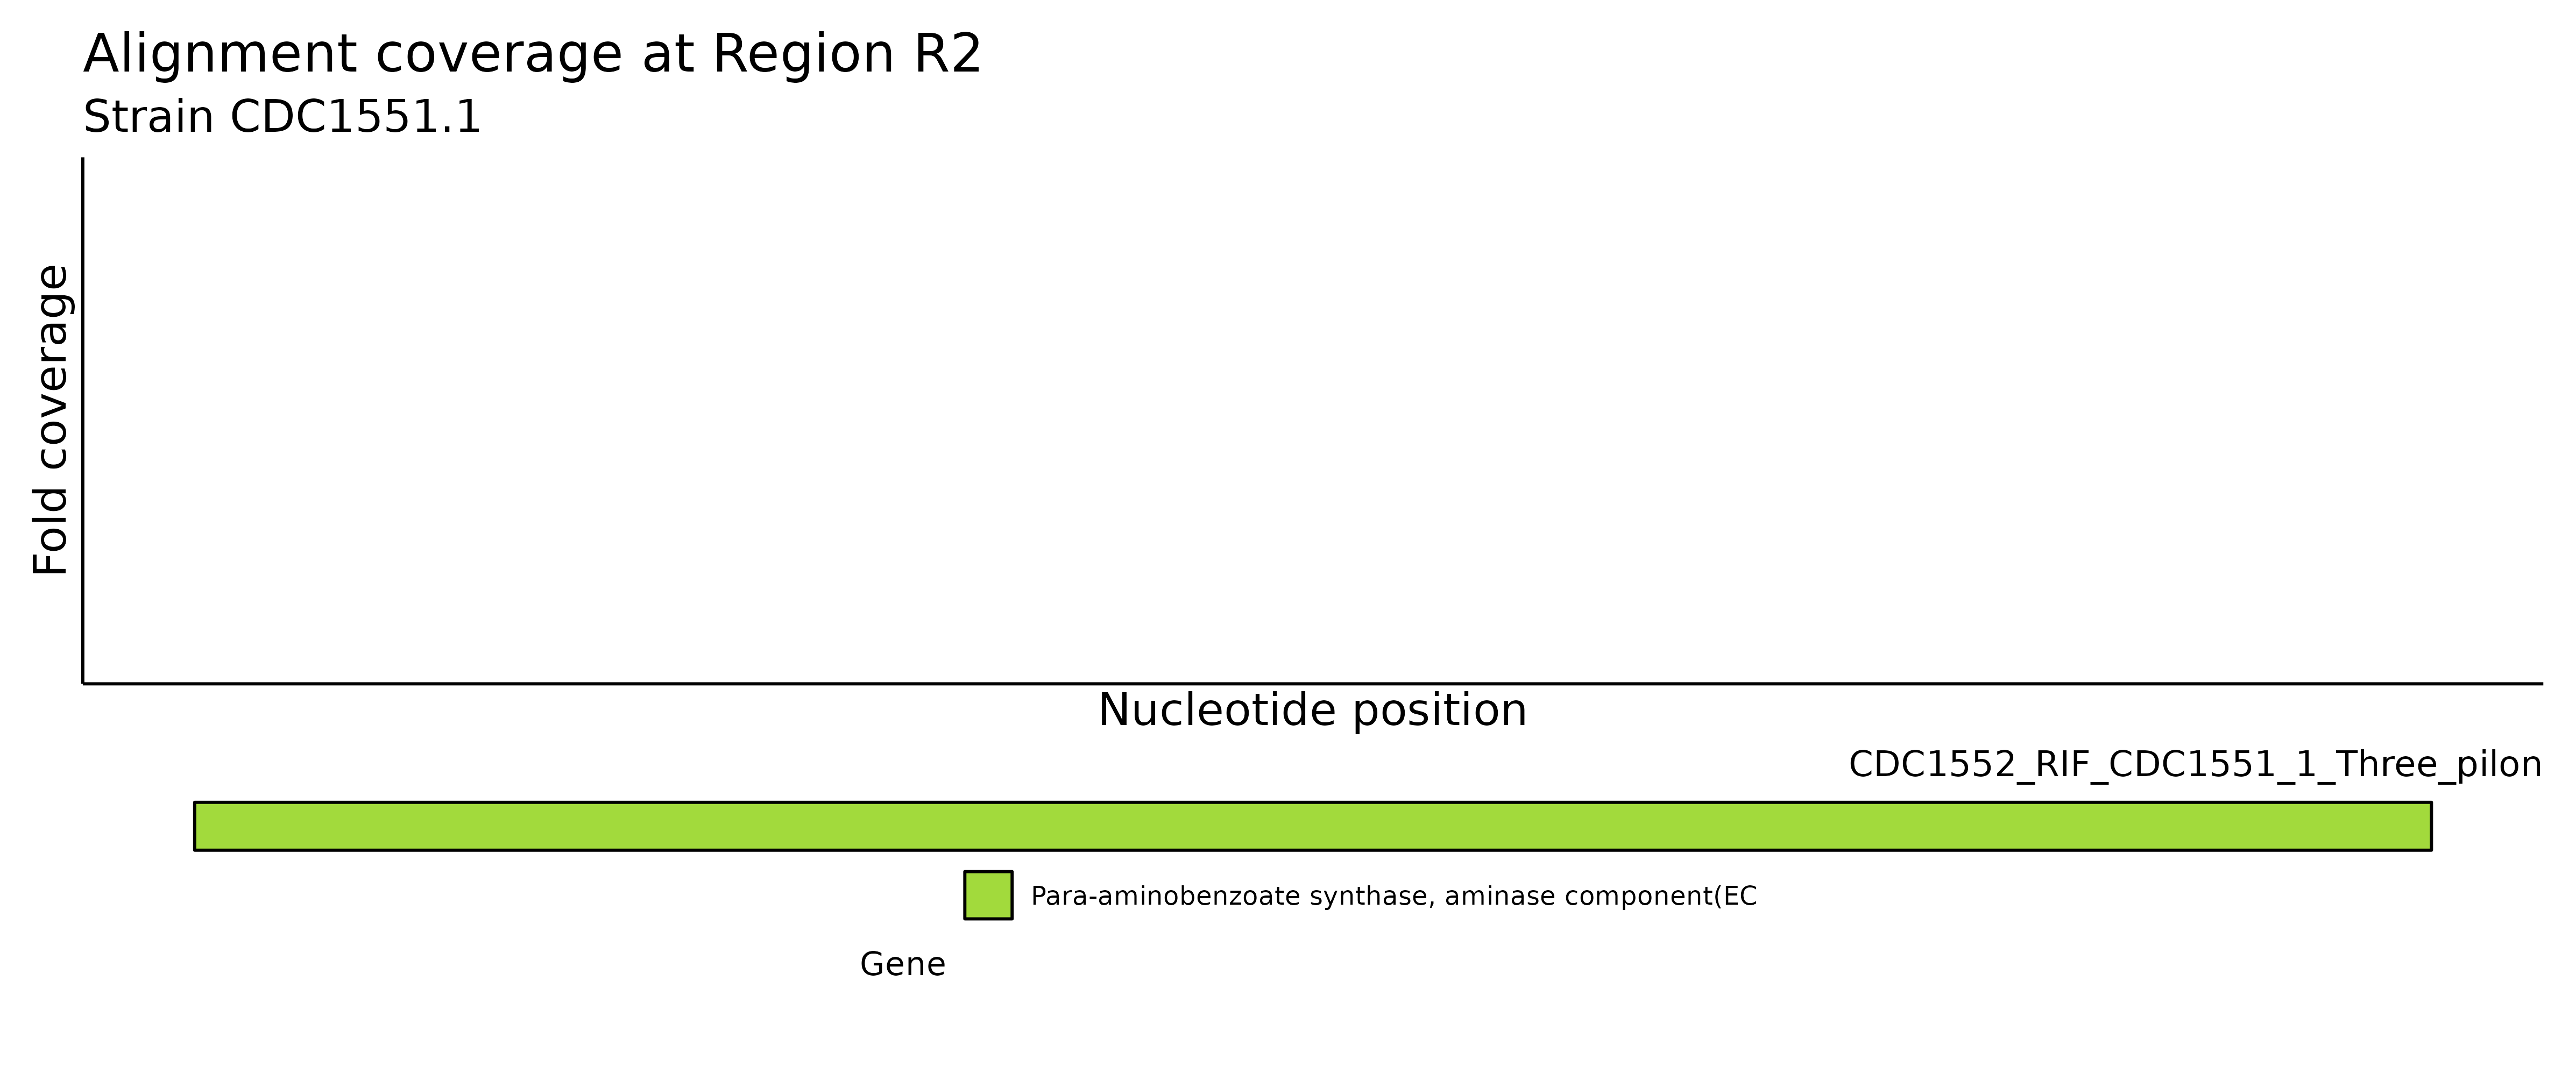 Alignment coverage at Region R2
Strain CDC1551.1
Fold coverage
Nucleotide position
CDC1552_RIF_CDC1551_1_Three_pilon
Para-aminobenzoate synthase, aminase component(EC
Gene